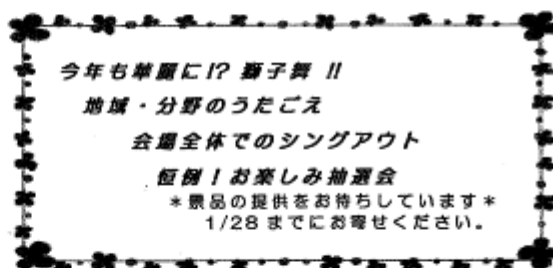 今年も華麗に!? 獅子舞 !!
地域・分野のうたごえ
会場全体でのシングアウト
恒例!お楽しみ抽選会
＊景品の提供をお待ちしています＊
1/28 までにお寄せください。